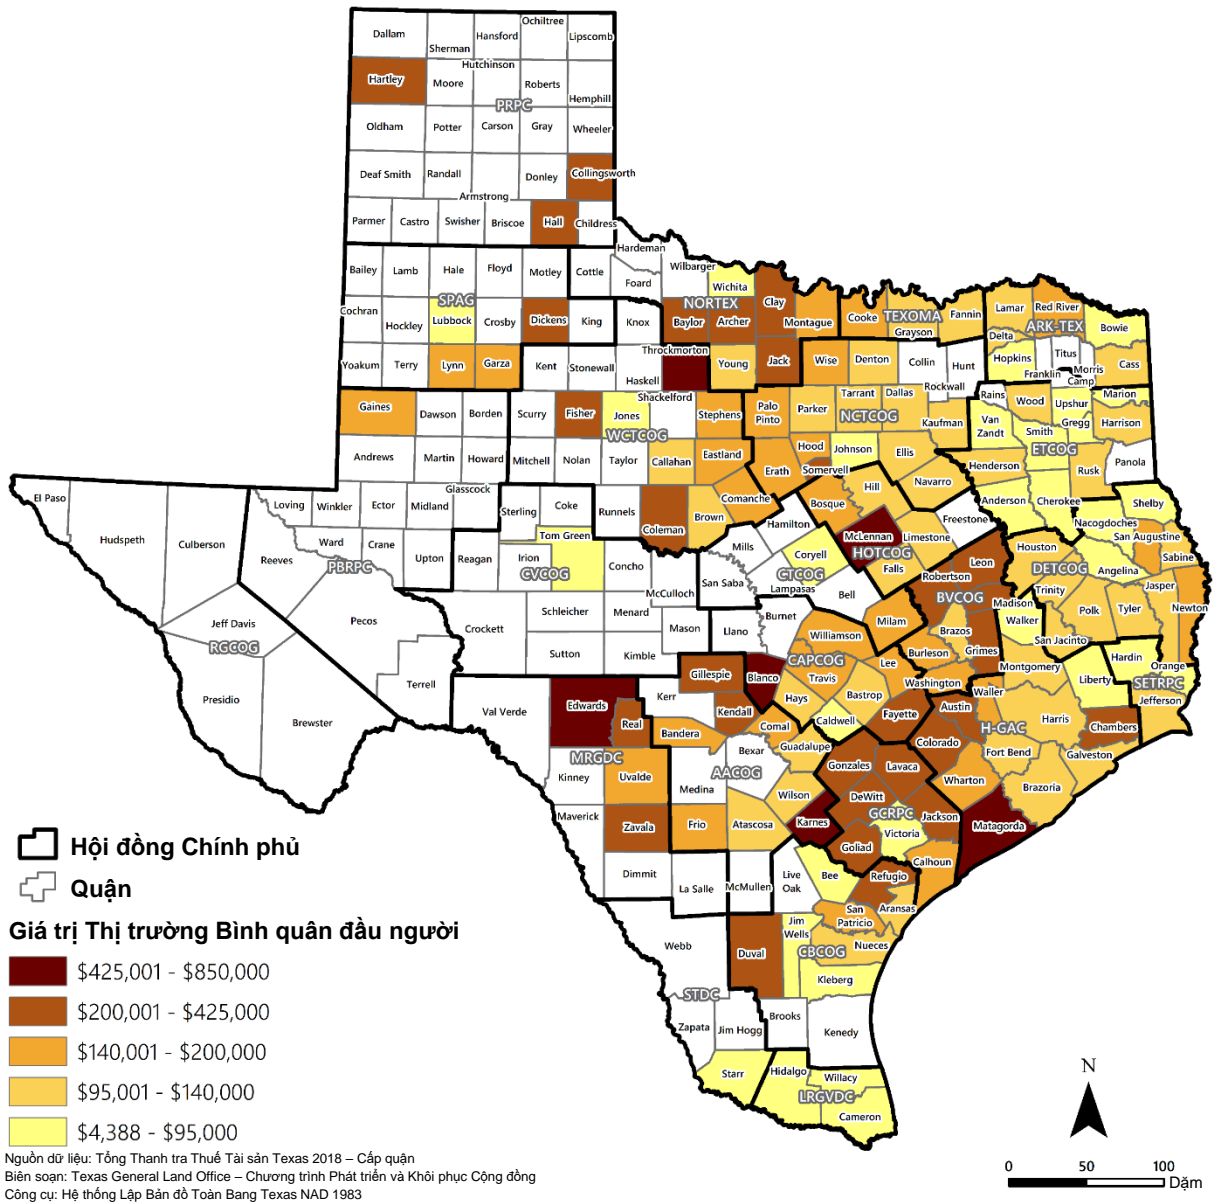 Dallam
Sherman
Hansford
Ochiltree
Lipscomb
Hartley
Moore
Hutchinson
Roberts
Hemphill
PRPC
Oldham
Potter
Carson
Gray
Wheeler
Deaf Smith
Randall
Armstrong
Donley
Collingsworth
Parmer
Castro
Swisher
Briscoe
Hall
Childress
Bailey
Lamb
Hale
Floyd
Motley
Cottle
Hardeman
Foard
Wilbarger
Wichita
SPAG
NORTEX
Cochran
Hockley
Lubbock
Crosby
Dickens
King
Knox
Baylor
Archer
Clay
Montague
Cooke
TEXOMA
Grayson
Fannin
Lamar
Red River
ARK-TEX
Bowie
Delta
Hopkins
Franklin
Titus
Morris
Camp
Cass
Yoakum
Terry
Lynn
Garza
Kent
Stonewall
Haskell
Throckmorton
Young
Jack
Wise
Denton
Collin
Hunt
Rockwall
Rains
Wood
Upshur
Marion
Gaines
Dawson
Borden
Scurry
Fisher
Jones
Shackelford
Stephens
WCTCOG
Palo
Pinto
Parker
Tarrant
Dallas
NCTCOG
Kaufman
Van
Zandt
Smith
Gregg
Harrison
ETCOG
Andrews
Martin
Howard
Mitchell
Nolan
Taylor
Callahan
Eastland
Erath
Hood
Somervell
Johnson
Ellis
Henderson
Rusk
Panola
El Paso
Hudspeth
Culberson
Loving
Winkler
Ector
Midland
Glasscock
Sterling
Coke
Runnels
Coleman
Brown
Comanche
Bosque
Hill
Navarro
Anderson
Cherokee
Shelby
Nacogdoches
San Augustine
Sabine
Reeves
Ward
Crane
Upton
PBRPC
Reagan
Irion
Tom Green
CVCOG
Concho
McCulloch
San Saba
Mills
Hamilton
Coryell
CTCOG
Lampasas
Bell
McLennan
HOTCOG
Limestone
Freestone
Falls
Robertson
Leon
BVCOG
Houston
DETCOG
Angelina
Trinity
Polk
Tyler
Jasper
Newton
Jeff Davis
RGCOG
Pecos
Crockett
Schleicher
Menard
Mason
Llano
Burnet
Williamson
Milam
Madison
Walker
Brazos
Grimes
San Jacinto
Presidio
Brewster
Terrell
Sutton
Kimble
Gillespie
Blanco
CAPCOG
Travis
Lee
Burleson
Washington
Montgomery
Hardin
Orange
Liberty
SETRPC
Jefferson
Val Verde
Edwards
Real
Kerr
Kendall
Hays
Bastrop
Caldwell
Fayette
Austin
Waller
H-GAC
Harris
Chambers
Bandera
Comal
Bexar
Guadalupe
Colorado
Fort Bend
Galveston
MRGDC
Kinney
Uvalde
Medina
AACOG
Wilson
Gonzales
Lavaca
Wharton
Brazoria
Maverick
Zavala
Frio
Atascosa
Karnes
DeWitt
GCRPC
Victoria
Jackson
Matagorda
Goliad
Calhoun
Dimmit
La Salle
McMullen
Live
Oak
Bee
Refugio
San
Patricio
Aransas
Webb
Duval
Jim
Wells
Nueces
CBCOG
Kleberg
STDC
Zapata
Jim Hogg
Brooks
Kenedy
Starr
Hidalgo
Willacy
LRGVDC
Cameron
Hội đồng Chính phủ
Quận
Giá trị Thị trường Bình quân đầu người
$425,001 - $850,000
$200,001 - $425,000
$140,001 - $200,000
$95,001 - $140,000
$4,388 - $95,000
Nguồn dữ liệu: Tổng Thanh tra Thuế Tài sản Texas 2018 – Cấp quận
Biên soạn: Texas General Land Office – Chương trình Phát triển và Khôi phục Cộng đồng
Công cụ: Hệ thống Lập Bản đồ Toàn Bang Texas NAD 1983
N
0 50 100
Dặm